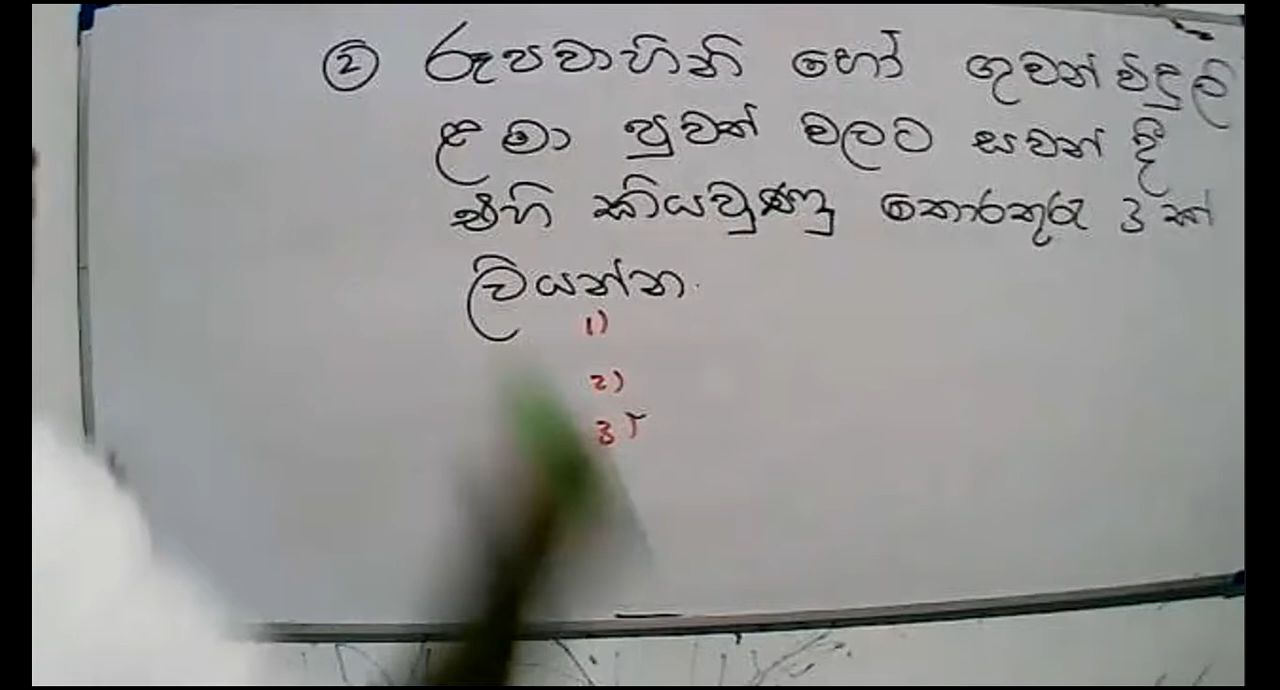 ② රූපවාහිනි හෝ ගුවන් විදුලි
ළමා පුවත් වලට සවන් දී
එහි කියවුණු තොරතුරු 3 ක්
ලියන්න.
1)
2)
3)